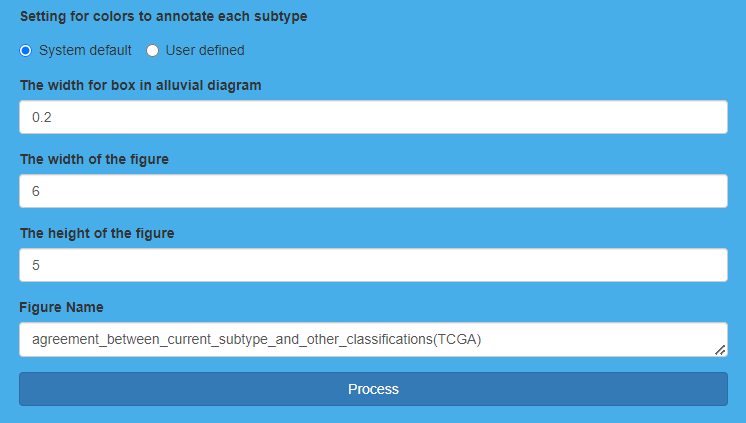 Setting for colors to annotate each subtype
System default User defined
The width for box in alluvial diagram
0.2
The width of the figure
6
The height of the figure
5
Figure Name
agreement_between_current_subtype_and_other_classifications(TCGA)
Process